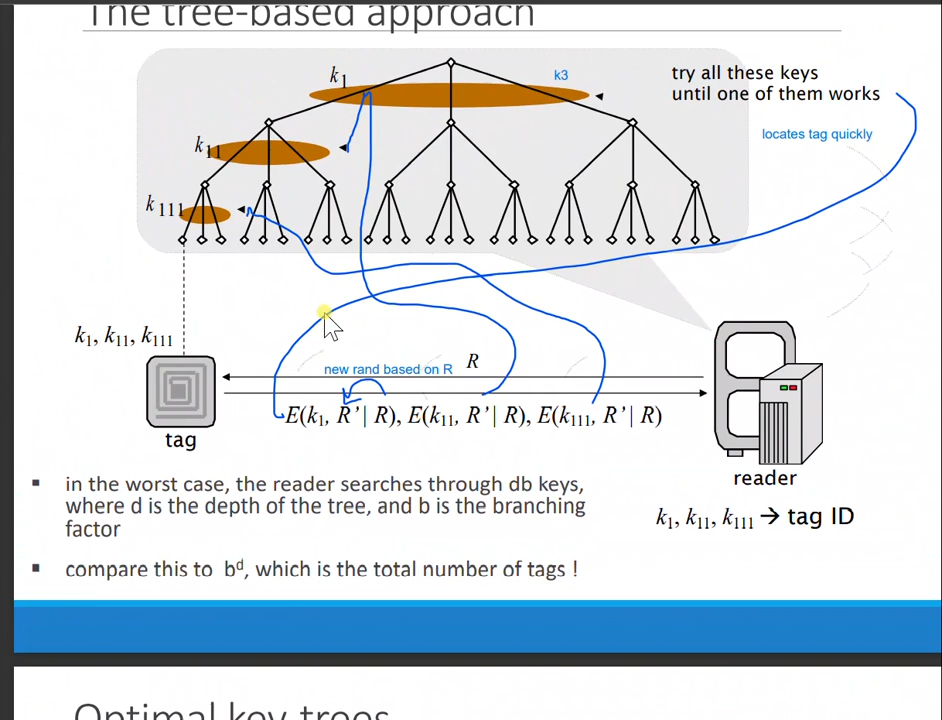 The tree-based approach
k1
k3
try all these keys
until one of them works
locates tag quickly
k11
k111
k1, k11, k111
new rand based on R
R
E(k1, R' | R), E(k11, R' | R), E(k111, R' | R)
tag
reader
k1, k11, k111 → tag ID
▪ in the worst case, the reader searches through db keys,
where d is the depth of the tree, and b is the branching
factor
▪ compare this to bᵈ, which is the total number of tags !
Optimal key trees